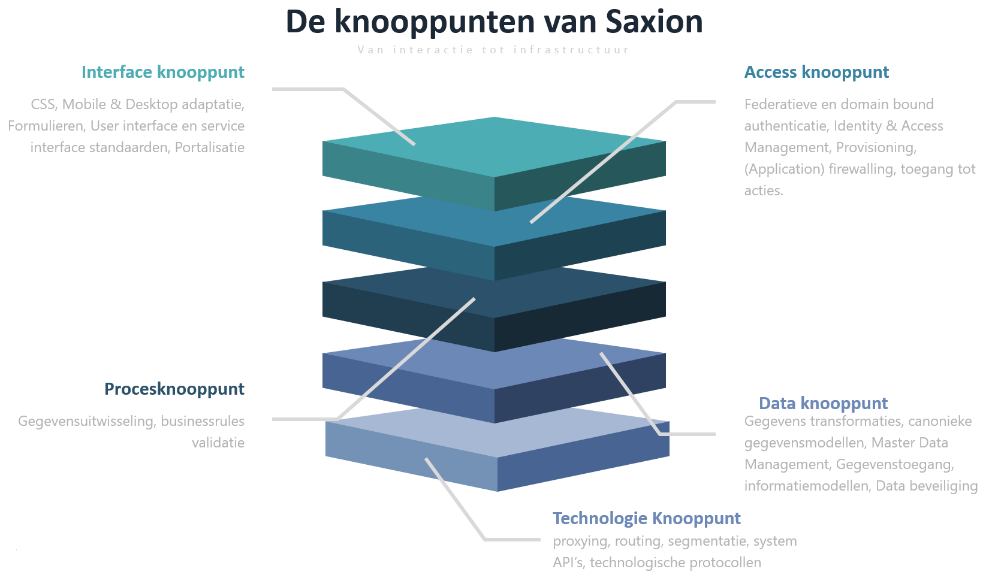 De knooppunten van Saxion
Van interactie tot infrastructuur
Interface knooppunt
CSS, Mobile & Desktop adaptatie,
Formulieren, User interface en service
interface standaarden, Portalisatie
Access knooppunt
Federatieve en domain bound
authenticatie, Identity & Access
Management, Provisioning,
(Application) firewalling, toegang tot
acties.
Procesknooppunt
Gegevensuitwisseling, businessrules
validatie
Data knooppunt
Gegevens transformaties, canonieke
gegevensmodellen, Master Data
Management, Gegevenstoegang,
informatiemodellen, Data beveiliging
Technologie Knooppunt
proxying, routing, segmentatie, system
API's, technologische protocollen